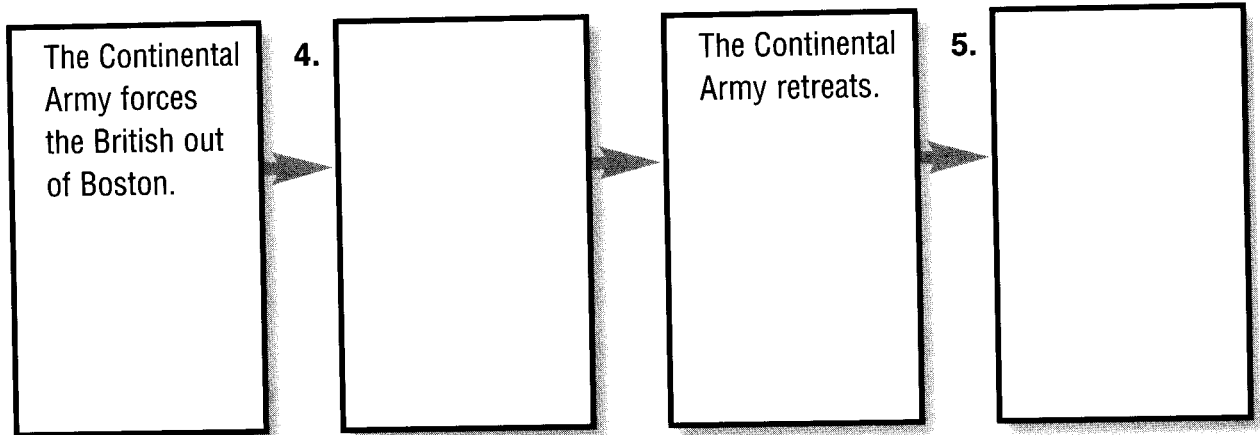 The Continental
Army forces
the British out
of Boston.
4.
The Continental
Army retreats.
5.